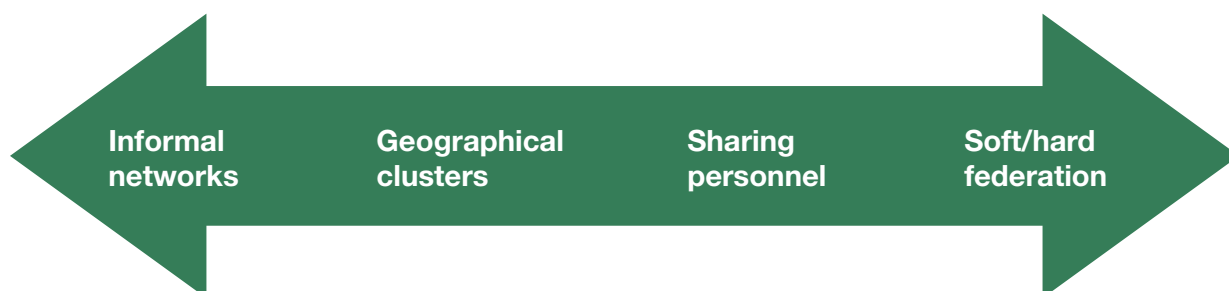 Informal
networks
Geographical
clusters
Sharing
personnel
Soft/hard
federation